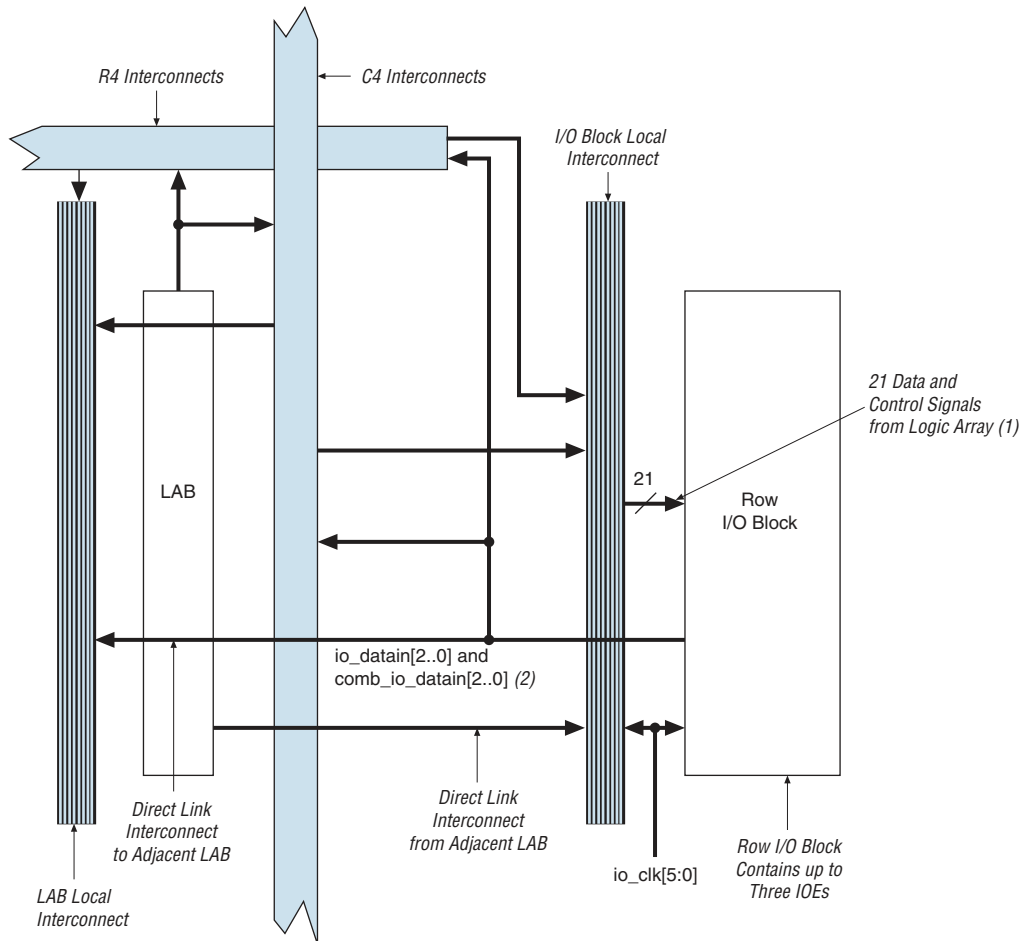 R4 Interconnects
C4 Interconnects
I/O Block Local
Interconnect
21 Data and
Control Signals
from Logic Array (1)
21
LAB
Row
I/O Block
io_datain[2..0] and
comb_io_datain[2..0] (2)
Direct Link
Interconnect
to Adjacent LAB
Direct Link
Interconnect
from Adjacent LAB
Row I/O Block
Contains up to
Three IOEs
io_clk[5:0]
LAB Local
Interconnect